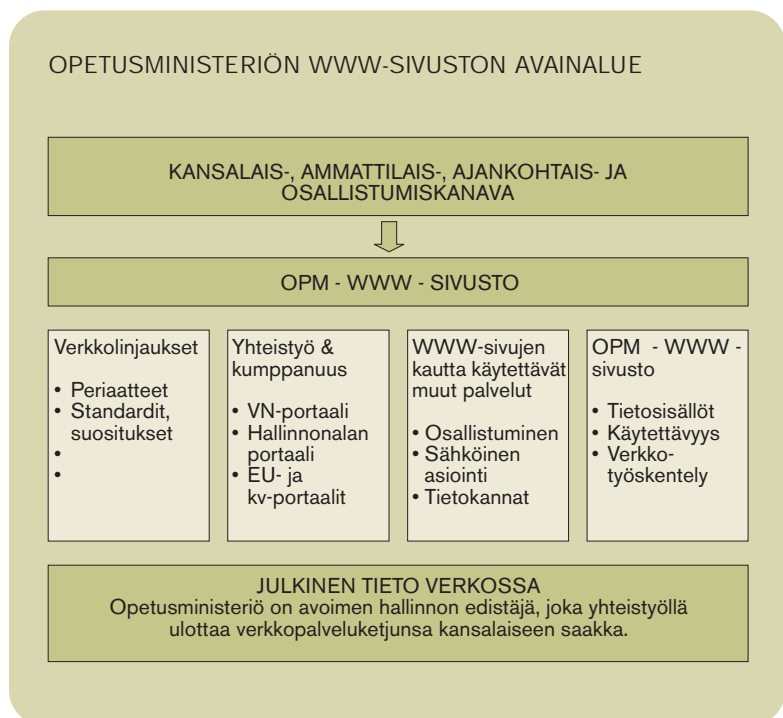 OPETUSMINISTERIÖN WWW-SIVUSTON AVAINALUE
KANSALAIS-, AMMATTILAIS-, AJANKOHTAIS- JA
OSALLISTUMISKANAVA
OPM - WWW - SIVUSTO
Verkkolinjaukset
• Periaatteet
• Standardit,
suositukset
•
•
Yhteistyö &
kumppanuus
• VN-portaali
• Hallinnonalan
portaali
• EU- ja
kv-portaalit
WWW-sivujen
kautta käytettävät
muut palvelut
• Osallistuminen
• Sähköinen
asiointi
• Tietokannat
OPM - WWW -
sivusto
• Tietosisällöt
• Käytettävyys
• Verkko-
työskentely
JULKINEN TIETO VERKOSSA
Opetusministeriö on avoimen hallinnon edistäjä, joka yhteistyöllä
ulottaa verkkopalveluketjunsa kansalaiseen saakka.